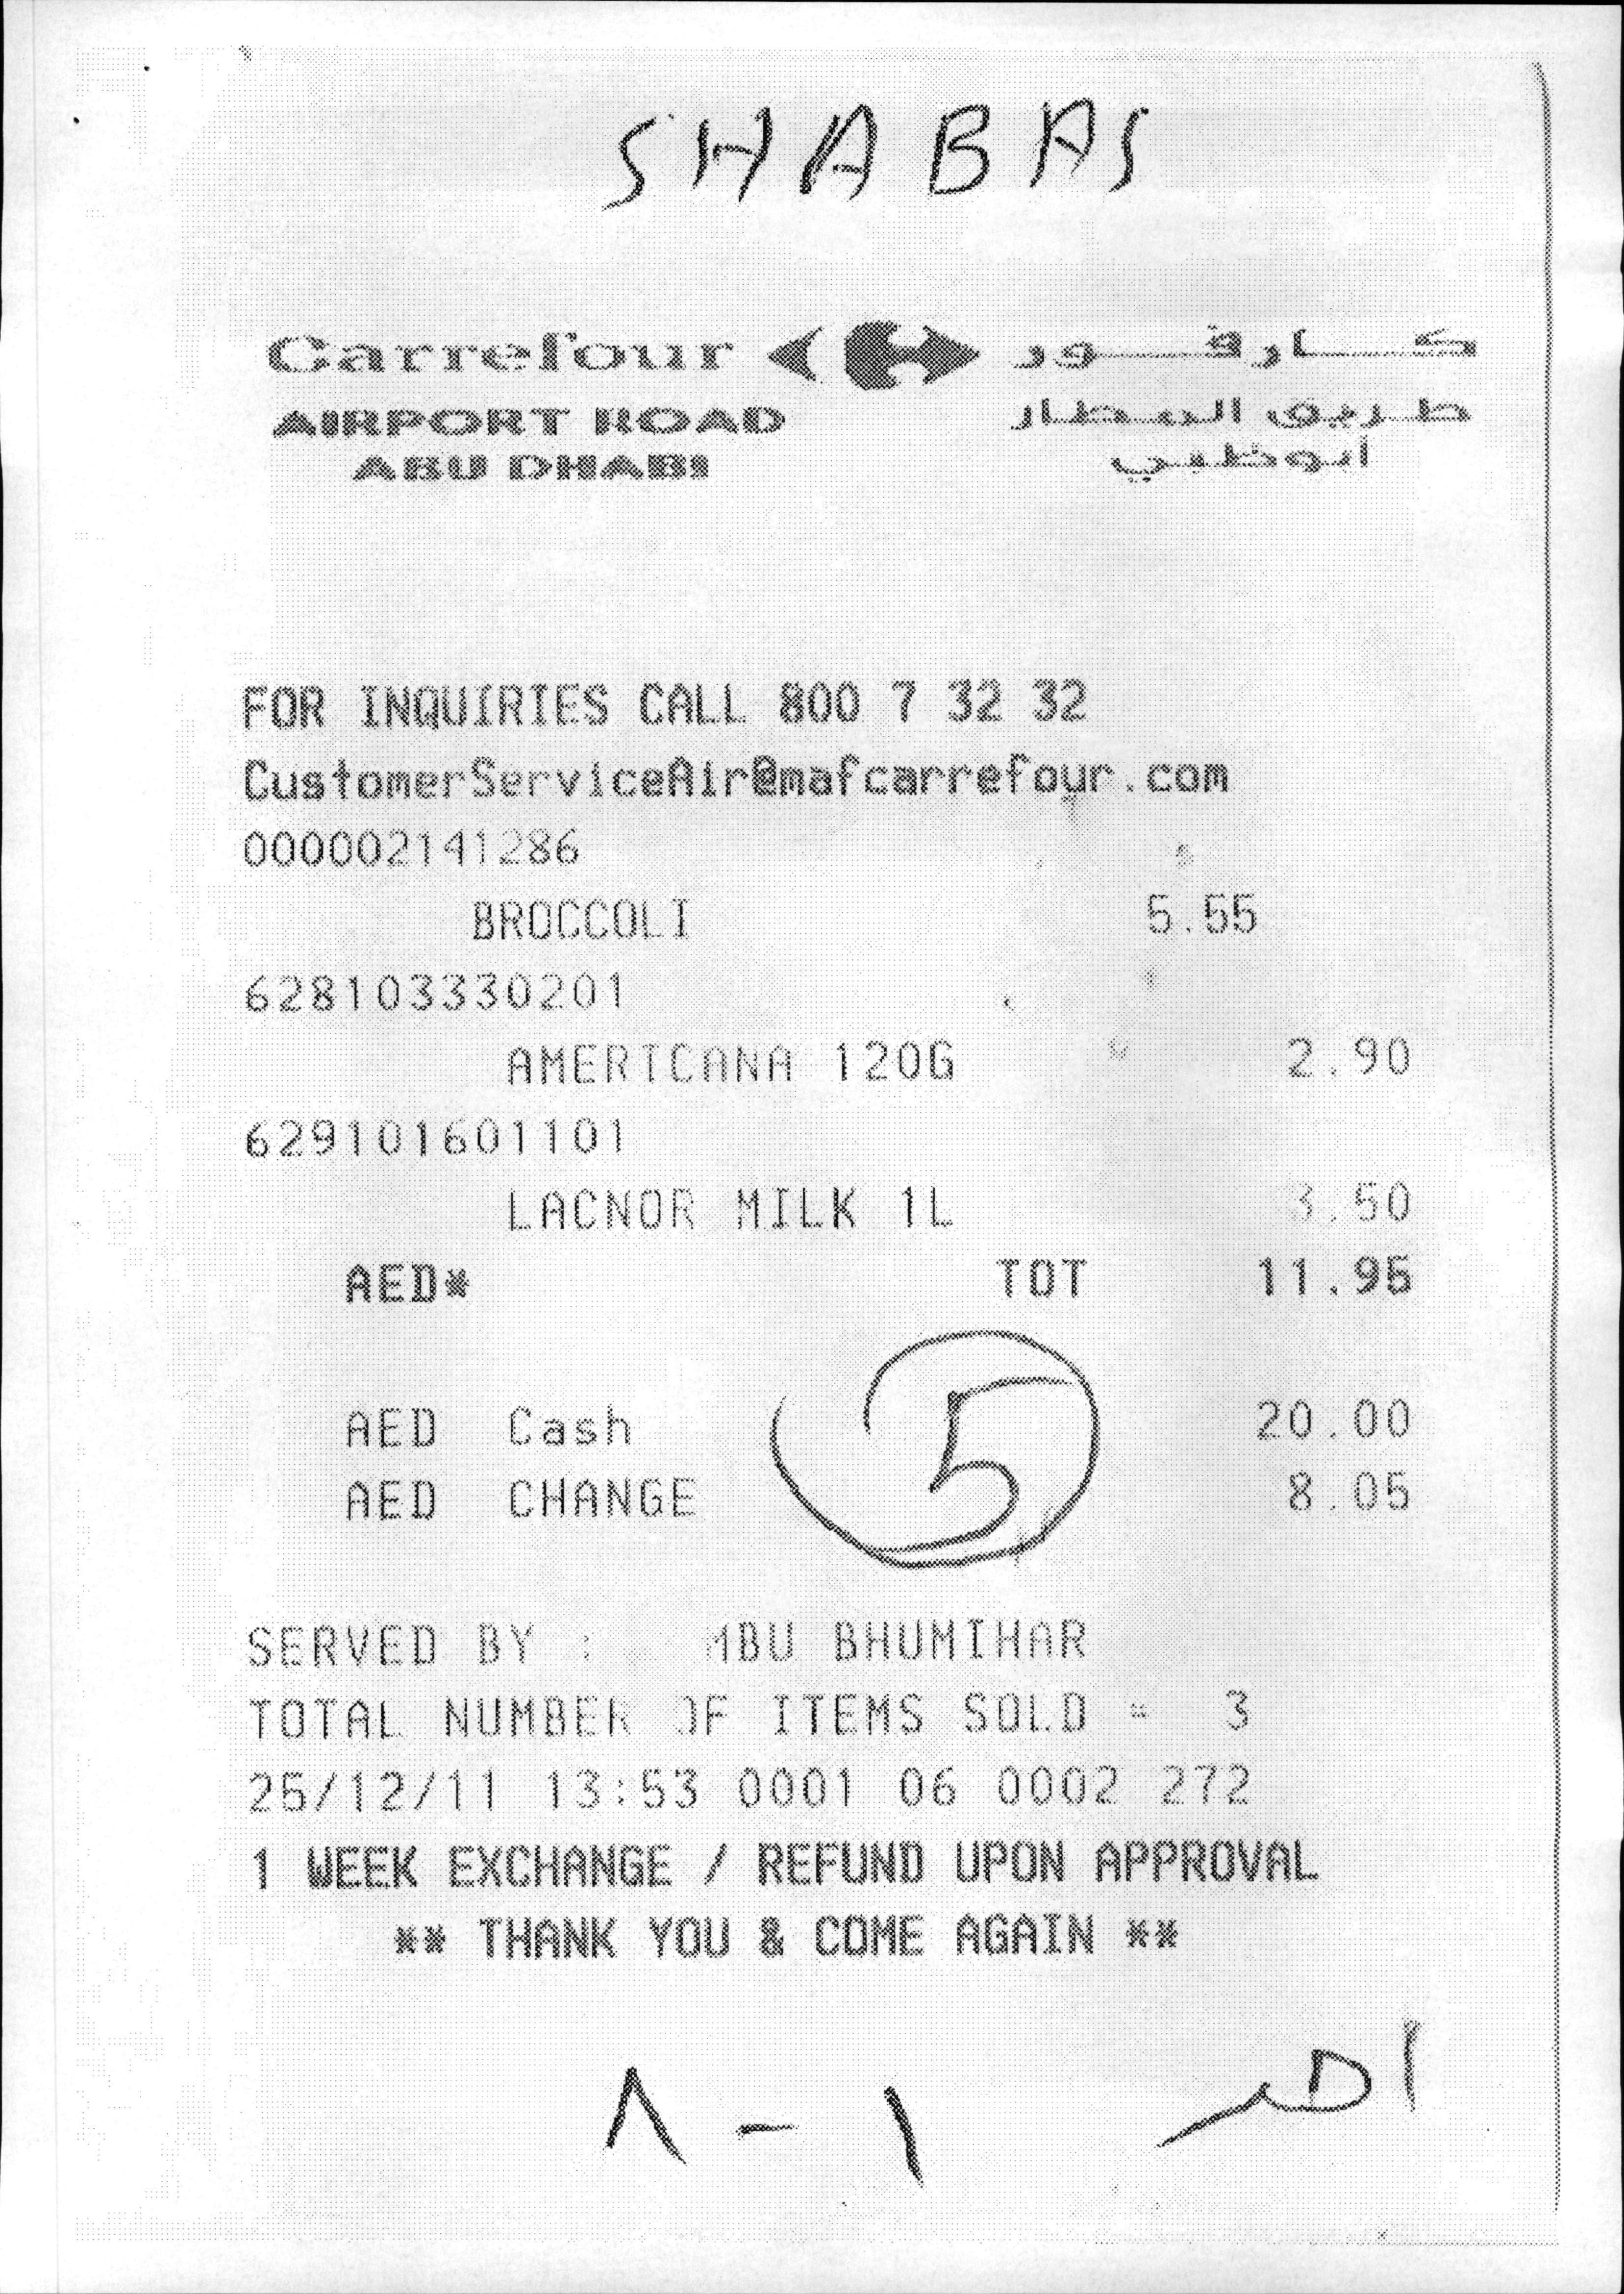 SHABAS
Carrefour كارفور
AIRPORT ROAD طريق المطار
ABU DHABI أبوظبي
FOR INQUIRIES CALL 800 7 32 32
CustomerServiceAir@mafcarrefour.com
000002141286
BROCCOLI 5.55
628103330201
AMERICANA 120G 2.90
629101601101
LACNOR MILK 1L 3.50
AED* TOT 11.95
5
AED Cash 20.00
AED CHANGE 8.05
SERVED BY : MBU BHUMIHAR
TOTAL NUMBER OF ITEMS SOLD = 3
25/12/11 13:53 0001 06 0002 272
1 WEEK EXCHANGE / REFUND UPON APPROVAL
** THANK YOU & COME AGAIN **
٨ - ١